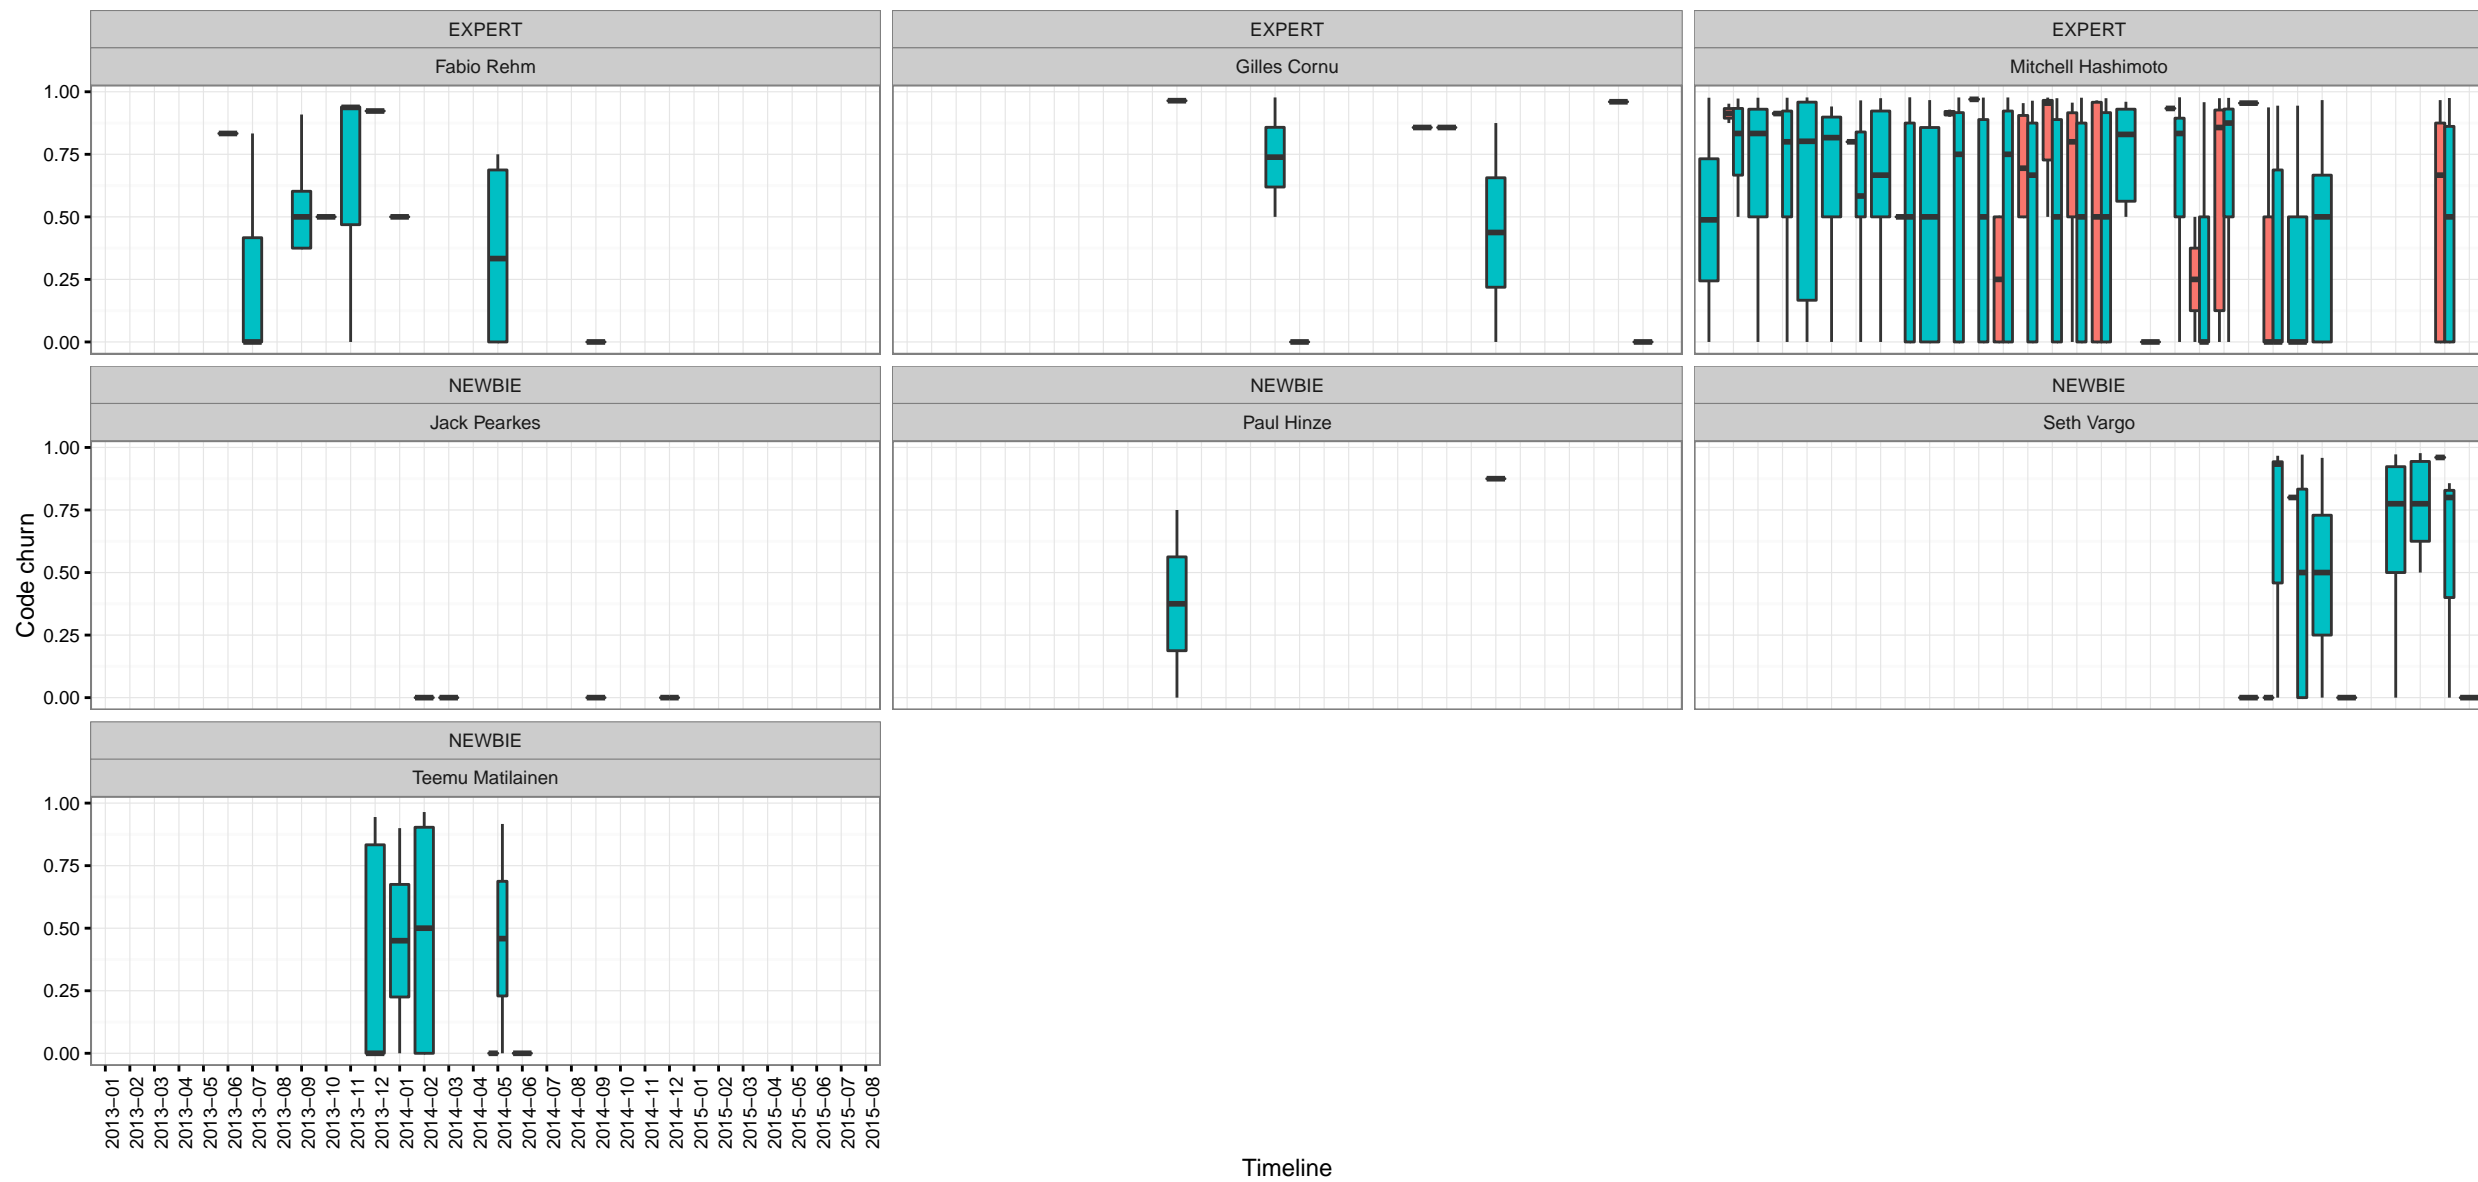 EXPERT
EXPERT
EXPERT
Fabio Rehm
Gilles Cornu
Mitchell Hashimoto
1.00
0.75
0.50
0.25
0.00
NEWBIE
NEWBIE
NEWBIE
Jack Pearkes
Paul Hinze
Seth Vargo
1.00
0.75
0.50
0.25
0.00
Code churn
NEWBIE
Teemu Matilainen
1.00
0.75
0.50
0.25
0.00
2013–01
2013–02
2013–03
2013–04
2013–05
2013–06
2013–07
2013–08
2013–09
2013–10
2013–11
2013–12
2014–01
2014–02
2014–03
2014–04
2014–05
2014–06
2014–07
2014–08
2014–09
2014–10
2014–11
2014–12
2015–01
2015–02
2015–03
2015–04
2015–05
2015–06
2015–07
2015–08
Timeline